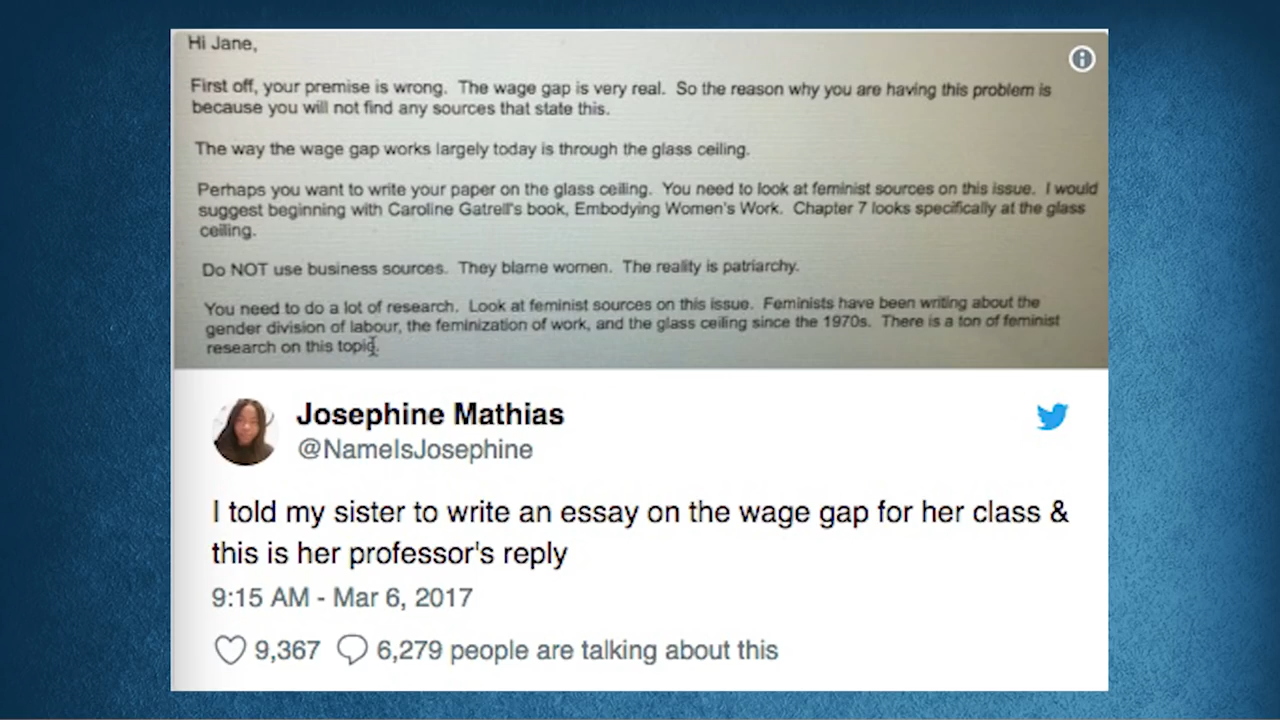 Hi Jane,
First off, your premise is wrong. The wage gap is very real. So the reason why you are having this problem is
because you will not find any sources that state this.
The way the wage gap works largely today is through the glass ceiling.
Perhaps you want to write your paper on the glass ceiling. You need to look at feminist sources on this issue. I would
suggest beginning with Caroline Gatrell's book, Embodying Women's Work. Chapter 7 looks specifically at the glass
ceiling.
Do NOT use business sources. They blame women. The reality is patriarchy.
You need to do a lot of research. Look at feminist sources on this issue. Feminists have been writing about the
gender division of labour, the feminization of work, and the glass ceiling since the 1970s. There is a ton of feminist
research on this topic.
Josephine Mathias
@NameIsJosephine
I told my sister to write an essay on the wage gap for her class &
this is her professor's reply
9:15 AM - Mar 6, 2017
9,367 6,279 people are talking about this